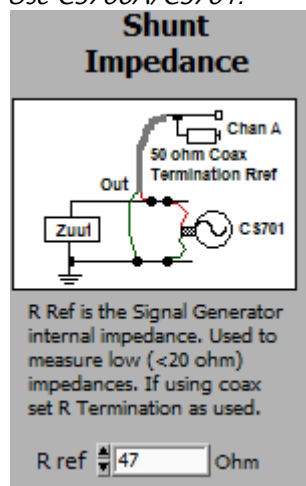 Use CS700A/CS701.
Shunt
Impedance
Chan A
50 ohm Coax
Termination Rref
Out
Zuut
CS701
R Ref is the Signal Generator
internal impedance. Used to
measure low (<20 ohm)
impedances. If using coax
set R Termination as used.
R ref 47 Ohm